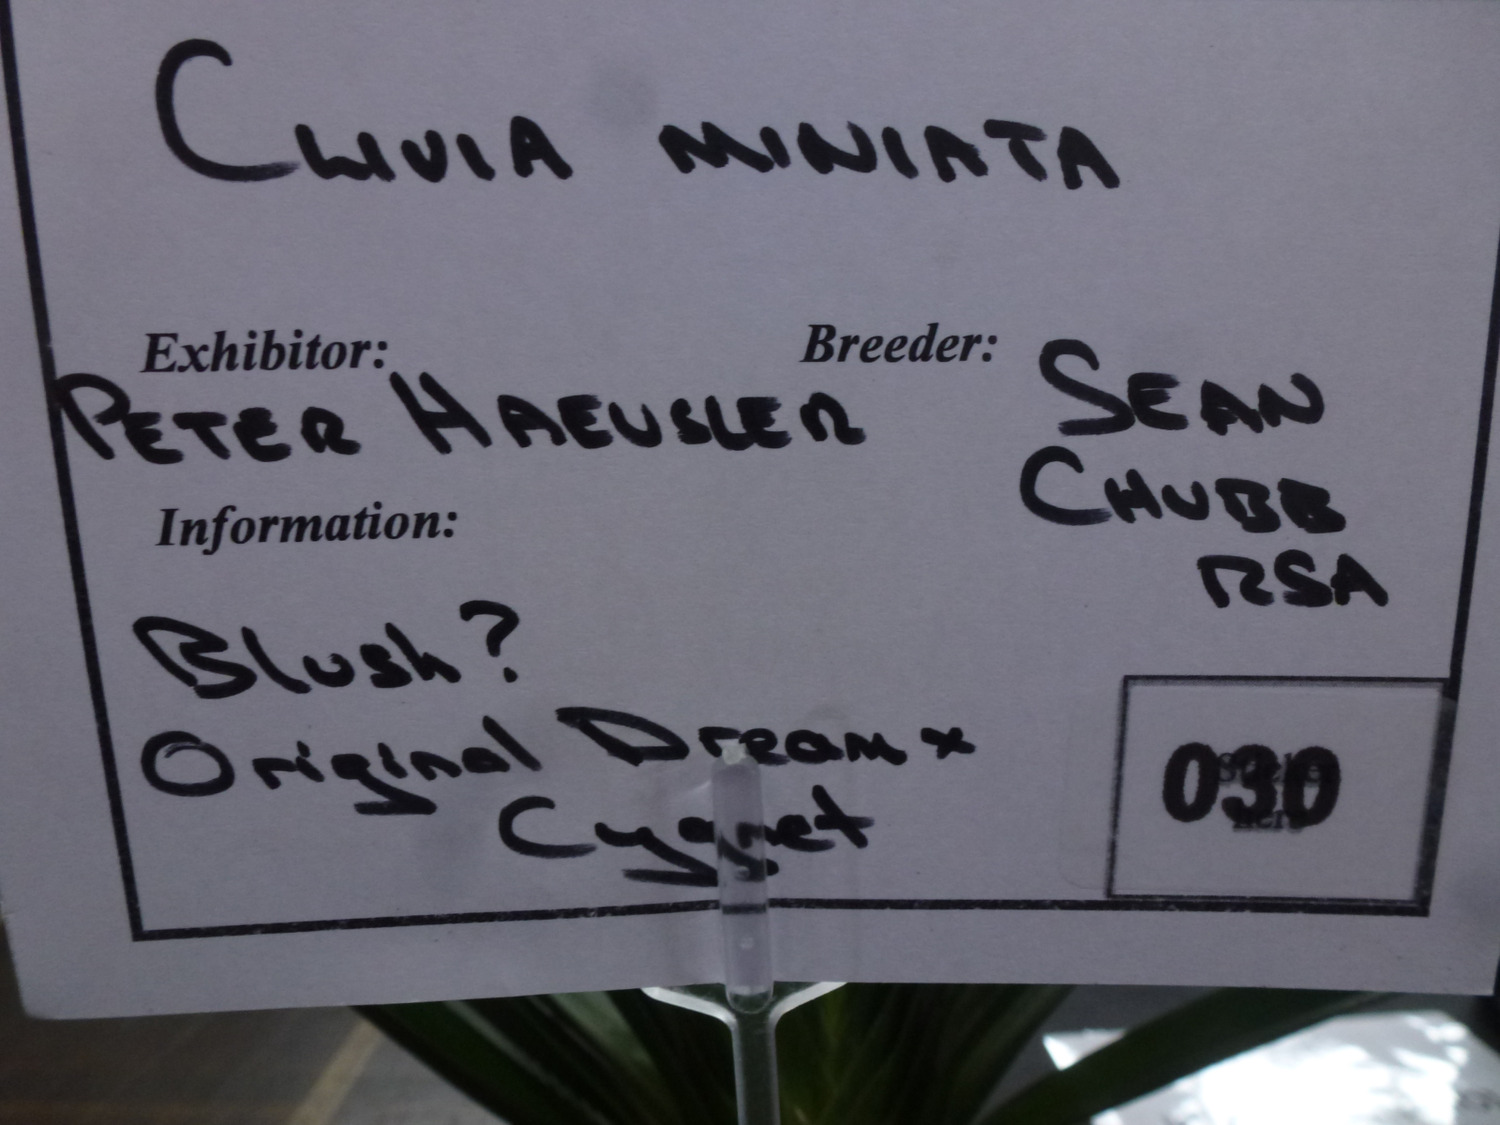 CLIVIA MINIATA
Exhibitor:
PETER HAEUSLER
Breeder:
SEAN
CHUBB
RSA
Information:
Blush?
Original Dream x
Cygnet
030